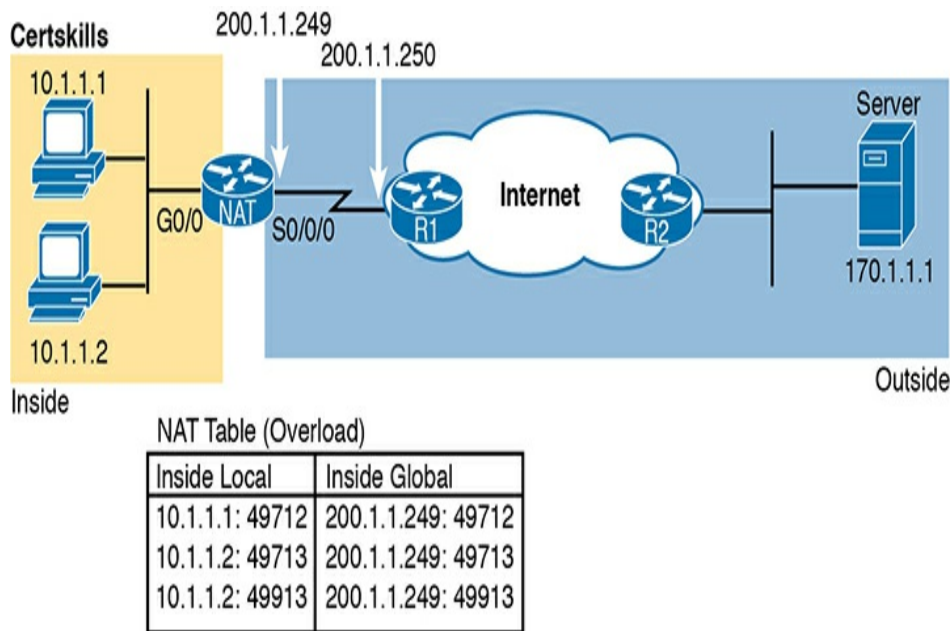 Certskills
200.1.1.249
200.1.1.250
10.1.1.1
Server
G0/0
NAT
S0/0/0
R1
Internet
R2
170.1.1.1
10.1.1.2
Inside
Outside
NAT Table (Overload)
Inside Local Inside Global
10.1.1.1: 49712 200.1.1.249: 49712
10.1.1.2: 49713 200.1.1.249: 49713
10.1.1.2: 49913 200.1.1.249: 49913